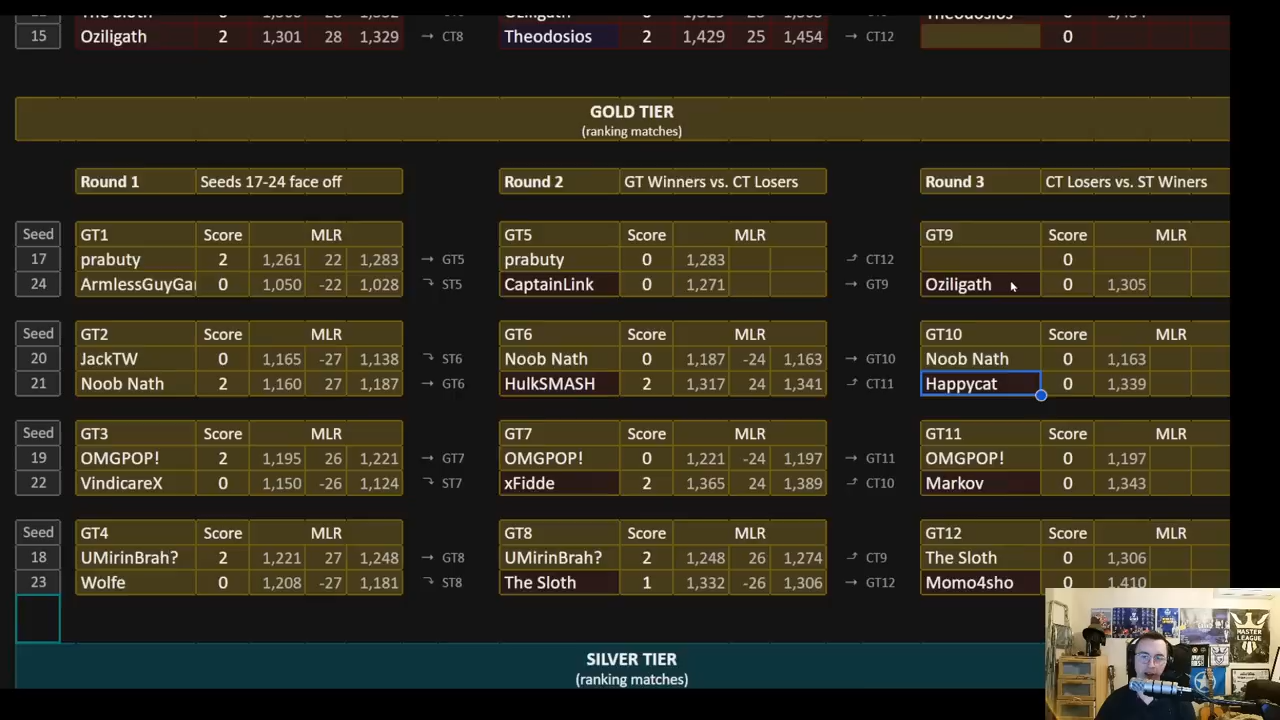 15 Oziligath 2 1,301 28 1,329 → CT8 Theodosios 2 1,429 25 1,454 → CT12 0
GOLD TIER
(ranking matches)
Round 1 Seeds 17-24 face off Round 2 GT Winners vs. CT Losers Round 3 CT Losers vs. ST Winers
Seed GT1 Score MLR GT5 Score MLR GT9 Score MLR
17 prabuty 2 1,261 22 1,283 → GT5 prabuty 0 1,283 CT12 0
24 ArmlessGuyGa 0 1,050 -22 1,028 ST5 CaptainLink 0 1,271 → GT9 Oziligath 0 1,305
Seed GT2 Score MLR GT6 Score MLR GT10 Score MLR
20 JackTW 0 1,165 -27 1,138 ST6 Noob Nath 0 1,187 -24 1,163 → GT10 Noob Nath 0 1,163
21 Noob Nath 2 1,160 27 1,187 → GT6 HulkSMASH 2 1,317 24 1,341 CT11 Happycat 0 1,339
Seed GT3 Score MLR GT7 Score MLR GT11 Score MLR
19 OMGPOP! 2 1,195 26 1,221 → GT7 OMGPOP! 0 1,221 -24 1,197 → GT11 OMGPOP! 0 1,197
22 VindicareX 0 1,150 -26 1,124 ST7 xFidde 2 1,365 24 1,389 CT10 Markov 0 1,343
Seed GT4 Score MLR GT8 Score MLR GT12 Score MLR
18 UMirinBrah? 2 1,221 27 1,248 → GT8 UMirinBrah? 2 1,248 26 1,274 CT9 The Sloth 0 1,306
23 Wolfe 0 1,208 -27 1,181 ST8 The Sloth 1 1,332 -26 1,306 → GT12 Momo4sho 0 1,410
MASTER
LEAGUE
SILVER TIER
(ranking matches)